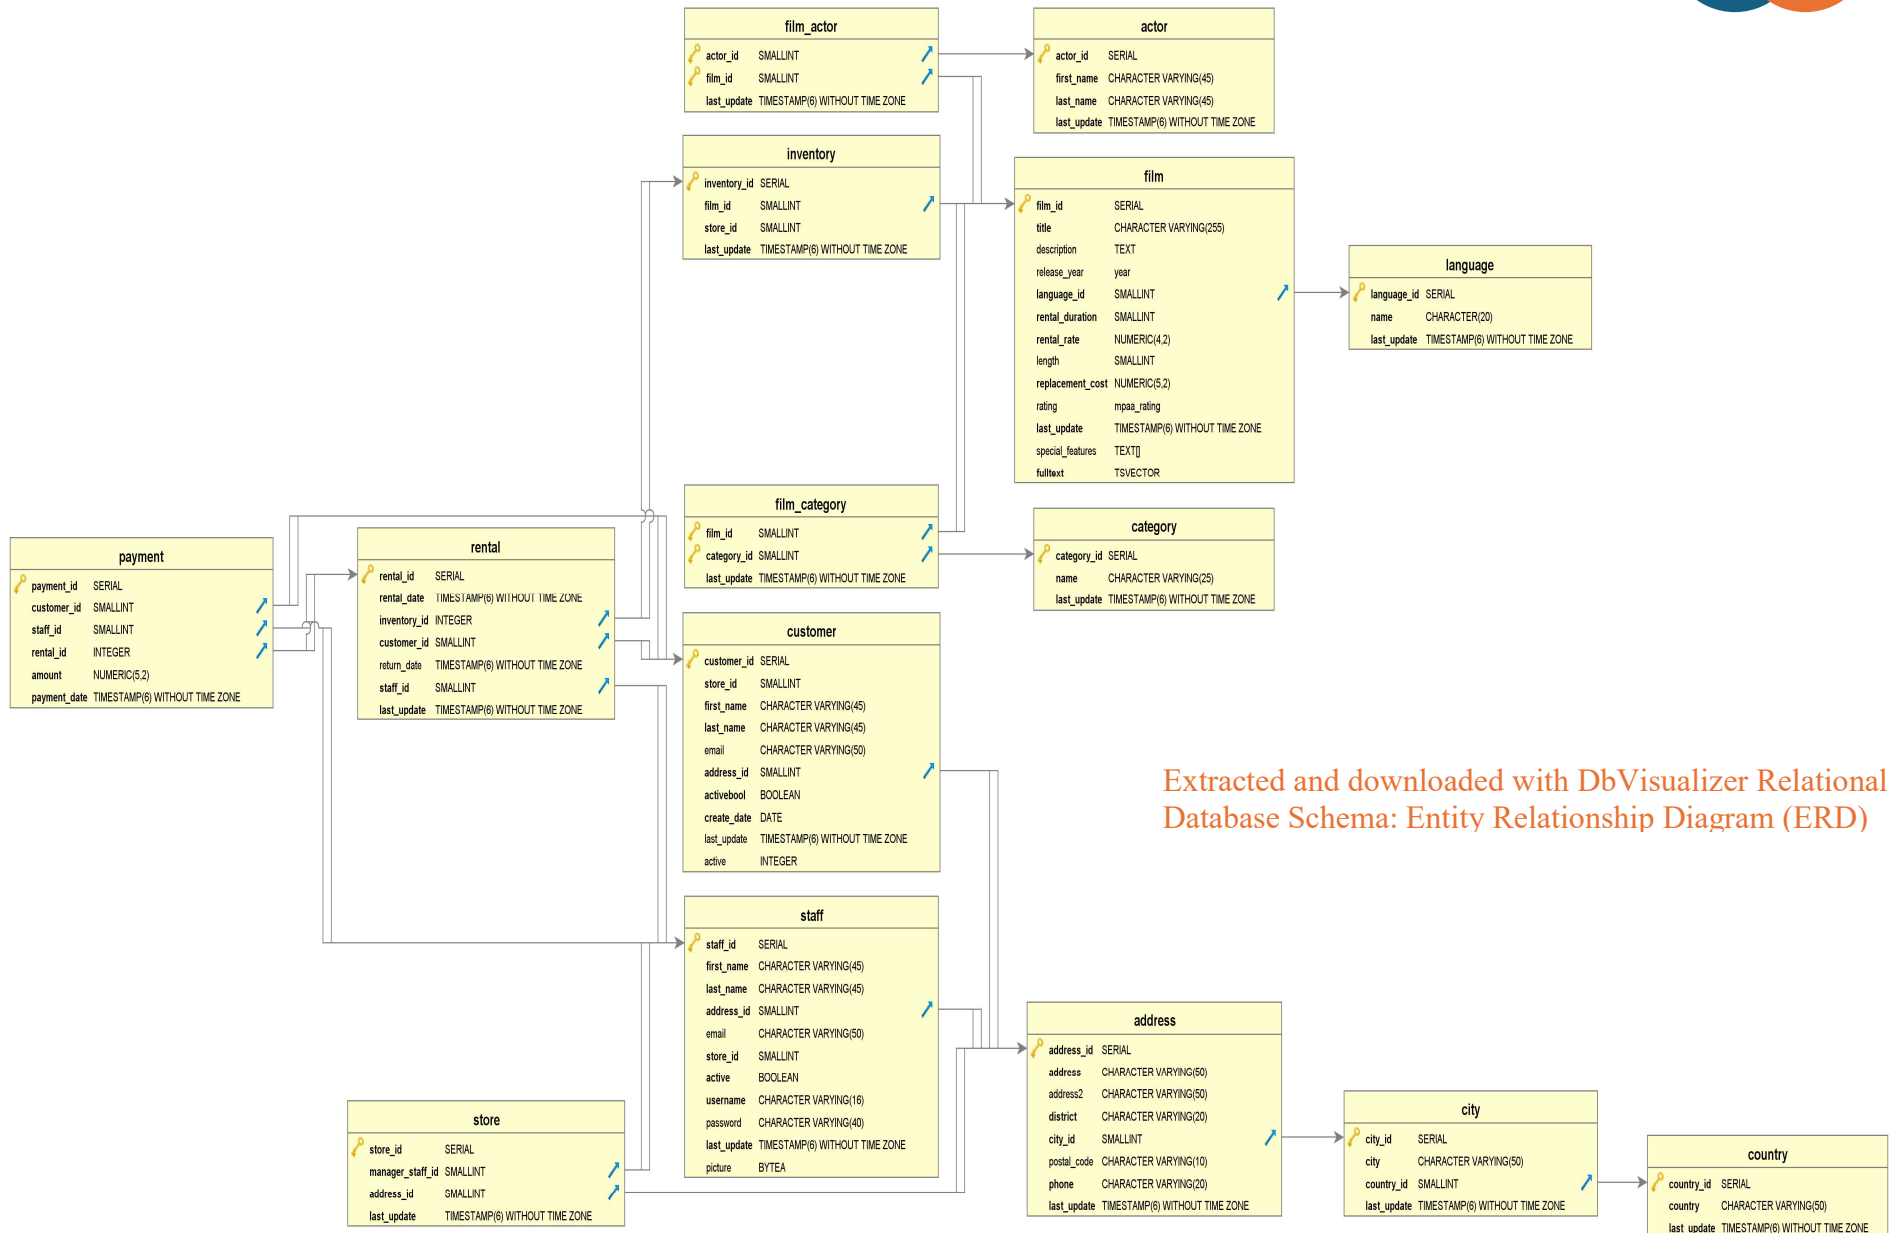 film_actor
actor_id SMALLINT
film_id SMALLINT
last_update TIMESTAMP(6) WITHOUT TIME ZONE
actor
actor_id SERIAL
first_name CHARACTER VARYING(45)
last_name CHARACTER VARYING(45)
last_update TIMESTAMP(6) WITHOUT TIME ZONE
inventory
inventory_id SERIAL
film_id SMALLINT
store_id SMALLINT
last_update TIMESTAMP(6) WITHOUT TIME ZONE
film
film_id SERIAL
title CHARACTER VARYING(255)
description TEXT
release_year year
language_id SMALLINT
rental_duration SMALLINT
rental_rate NUMERIC(4,2)
length SMALLINT
replacement_cost NUMERIC(5,2)
rating mpaa_rating
last_update TIMESTAMP(6) WITHOUT TIME ZONE
special_features TEXT[]
fulltext TSVECTOR
language
language_id SERIAL
name CHARACTER(20)
last_update TIMESTAMP(6) WITHOUT TIME ZONE
film_category
film_id SMALLINT
category_id SMALLINT
last_update TIMESTAMP(6) WITHOUT TIME ZONE
category
category_id SERIAL
name CHARACTER VARYING(25)
last_update TIMESTAMP(6) WITHOUT TIME ZONE
payment
payment_id SERIAL
customer_id SMALLINT
staff_id SMALLINT
rental_id INTEGER
amount NUMERIC(5,2)
payment_date TIMESTAMP(6) WITHOUT TIME ZONE
rental
rental_id SERIAL
rental_date TIMESTAMP(6) WITHOUT TIME ZONE
inventory_id INTEGER
customer_id SMALLINT
return_date TIMESTAMP(6) WITHOUT TIME ZONE
staff_id SMALLINT
last_update TIMESTAMP(6) WITHOUT TIME ZONE
customer
customer_id SERIAL
store_id SMALLINT
first_name CHARACTER VARYING(45)
last_name CHARACTER VARYING(45)
email CHARACTER VARYING(50)
address_id SMALLINT
activebool BOOLEAN
create_date DATE
last_update TIMESTAMP(6) WITHOUT TIME ZONE
active INTEGER
Extracted and downloaded with DbVisualizer Relational
Database Schema: Entity Relationship Diagram (ERD)
staff
staff_id SERIAL
first_name CHARACTER VARYING(45)
last_name CHARACTER VARYING(45)
address_id SMALLINT
email CHARACTER VARYING(50)
store_id SMALLINT
active BOOLEAN
username CHARACTER VARYING(16)
password CHARACTER VARYING(40)
last_update TIMESTAMP(6) WITHOUT TIME ZONE
picture BYTEA
store
store_id SERIAL
manager_staff_id SMALLINT
address_id SMALLINT
last_update TIMESTAMP(6) WITHOUT TIME ZONE
address
address_id SERIAL
address CHARACTER VARYING(50)
address2 CHARACTER VARYING(50)
district CHARACTER VARYING(20)
city_id SMALLINT
postal_code CHARACTER VARYING(10)
phone CHARACTER VARYING(20)
last_update TIMESTAMP(6) WITHOUT TIME ZONE
city
city_id SERIAL
city CHARACTER VARYING(50)
country_id SMALLINT
last_update TIMESTAMP(6) WITHOUT TIME ZONE
country
country_id SERIAL
country CHARACTER VARYING(50)
last_update TIMESTAMP(6) WITHOUT TIME ZONE